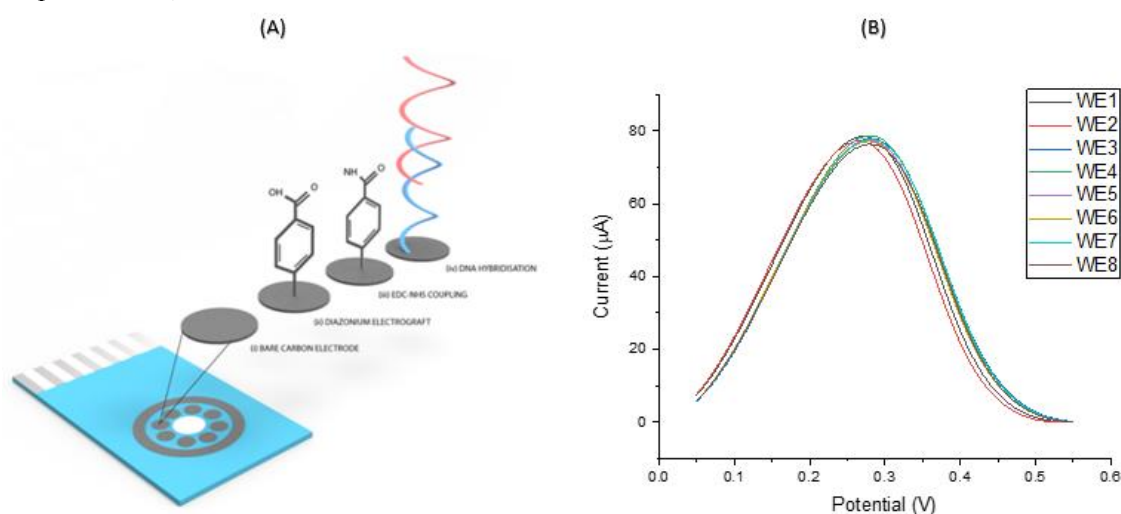 (A)
(B)
OH
O
NH
O
(iv) DNA HYBRIDISATION
(iii) EDC-NHS COUPLING
(ii) DIAZONIUM ELECTROGRAFT
(i) BARE CARBON ELECTRODE
WE1
WE2
WE3
WE4
WE5
WE6
WE7
WE8
Current (μA)
80
60
40
20
0
0.0 0.1 0.2 0.3 0.4 0.5 0.6
Potential (V)